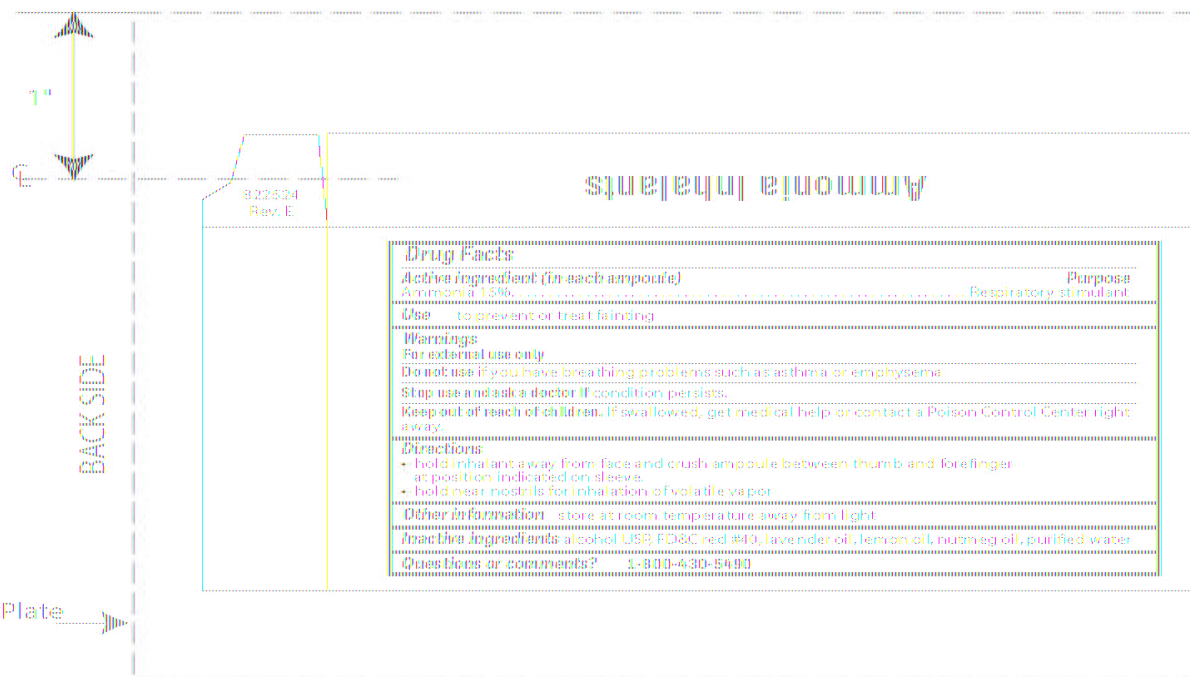 1"
℄
822524
Rev. E
Ammonia Inhalants
Drug Facts
Active ingredient (in each ampoule) Purpose
Ammonia 15%. . . . . . . . . . . . . . . . . . . . . . . . . . . . . . . . . . . . . . . . Respiratory stimulant
Use to prevent or treat fainting
Warnings
For external use only
Do not use if you have breathing problems such as asthma or emphysema
Stop use and ask a doctor if condition persists.
Keep out of reach of children. If swallowed, get medical help or contact a Poison Control Center right
away.
Directions
• hold inhalant away from face and crush ampoule between thumb and forefinger
at position indicated on sleeve.
• hold near nostrils for inhalation of volatile vapor
Other information store at room temperature away from light
Inactive ingredients alcohol USP, FD&C red #40, lavender oil, lemon oil, nutmeg oil, purified water
Questions or comments? 1-800-430-5490
BACK SIDE
Plate